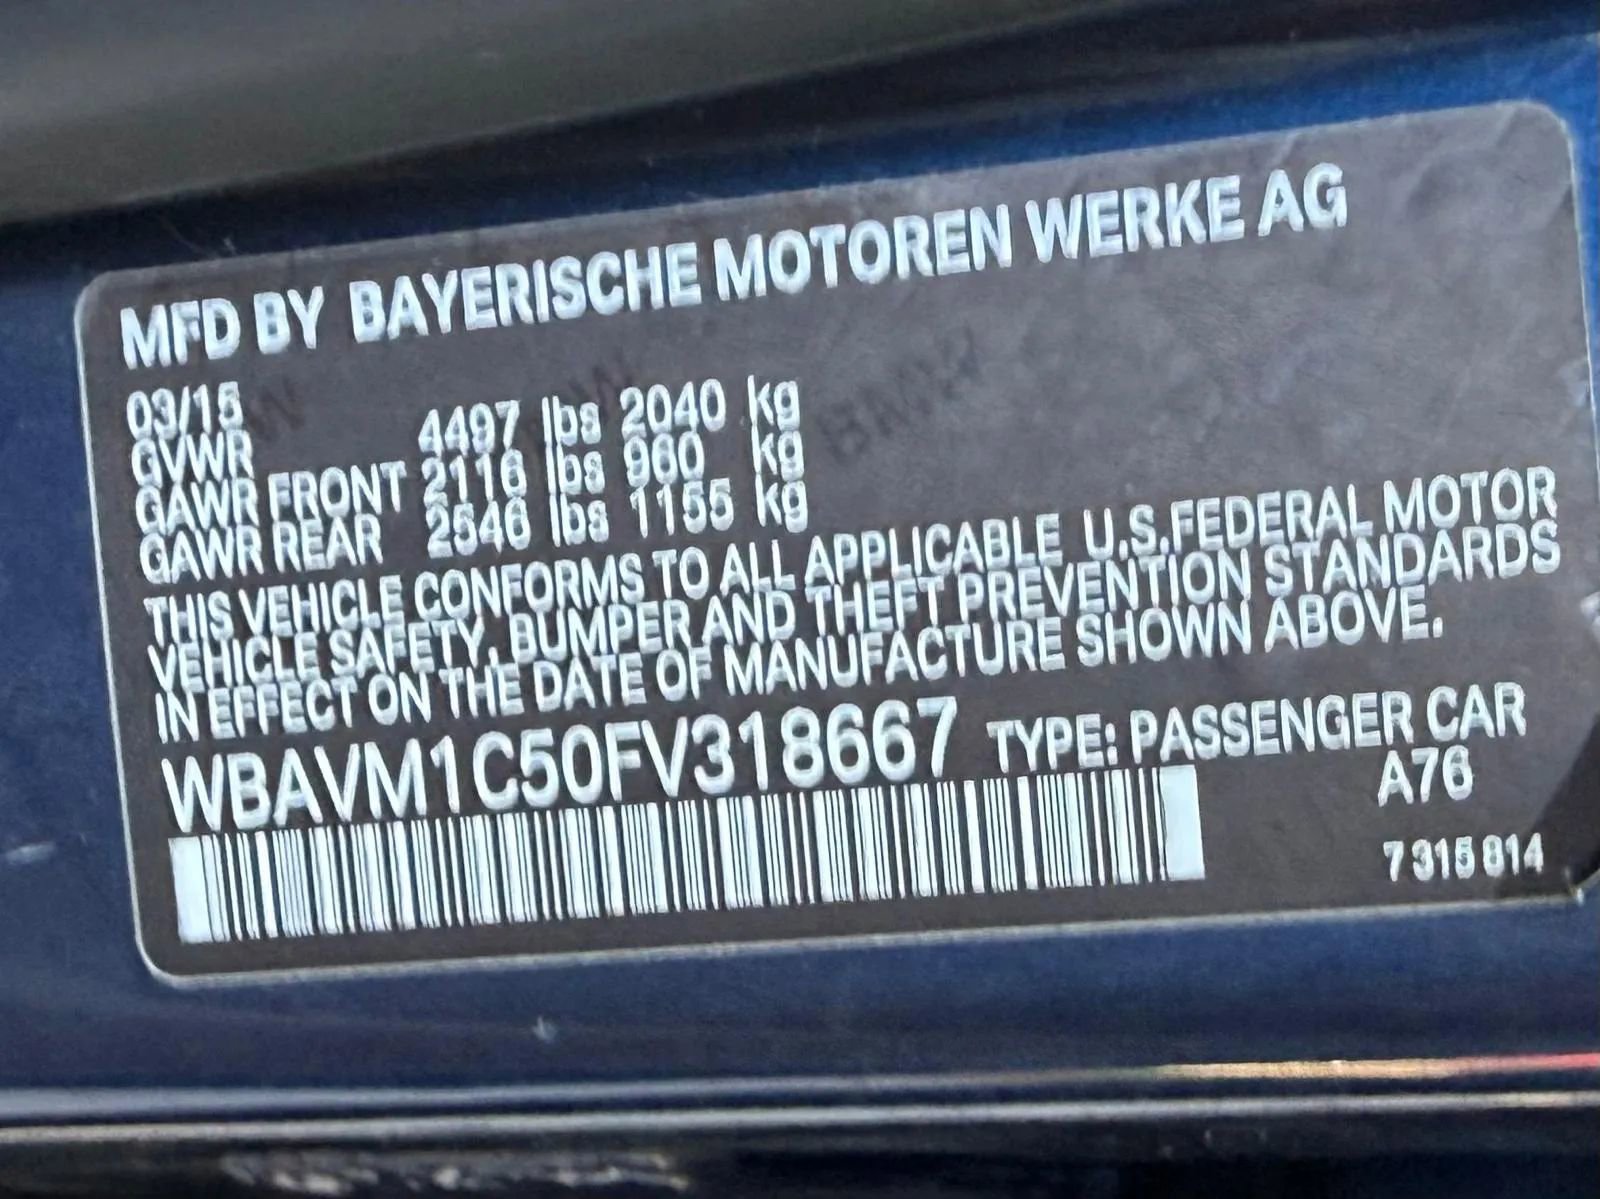 MFD BY BAYERISCHE MOTOREN WERKE AG
03/15
GVWR 4497 lbs 2040 kg
GAWR FRONT 2116 lbs 960 kg
GAWR REAR 2546 lbs 1155 kg
THIS VEHICLE CONFORMS TO ALL APPLICABLE U.S.FEDERAL MOTOR
VEHICLE SAFETY, BUMPER AND THEFT PREVENTION STANDARDS
IN EFFECT ON THE DATE OF MANUFACTURE SHOWN ABOVE.
WBAVM1C50FV318667 TYPE: PASSENGER CAR
A76
7 315 814